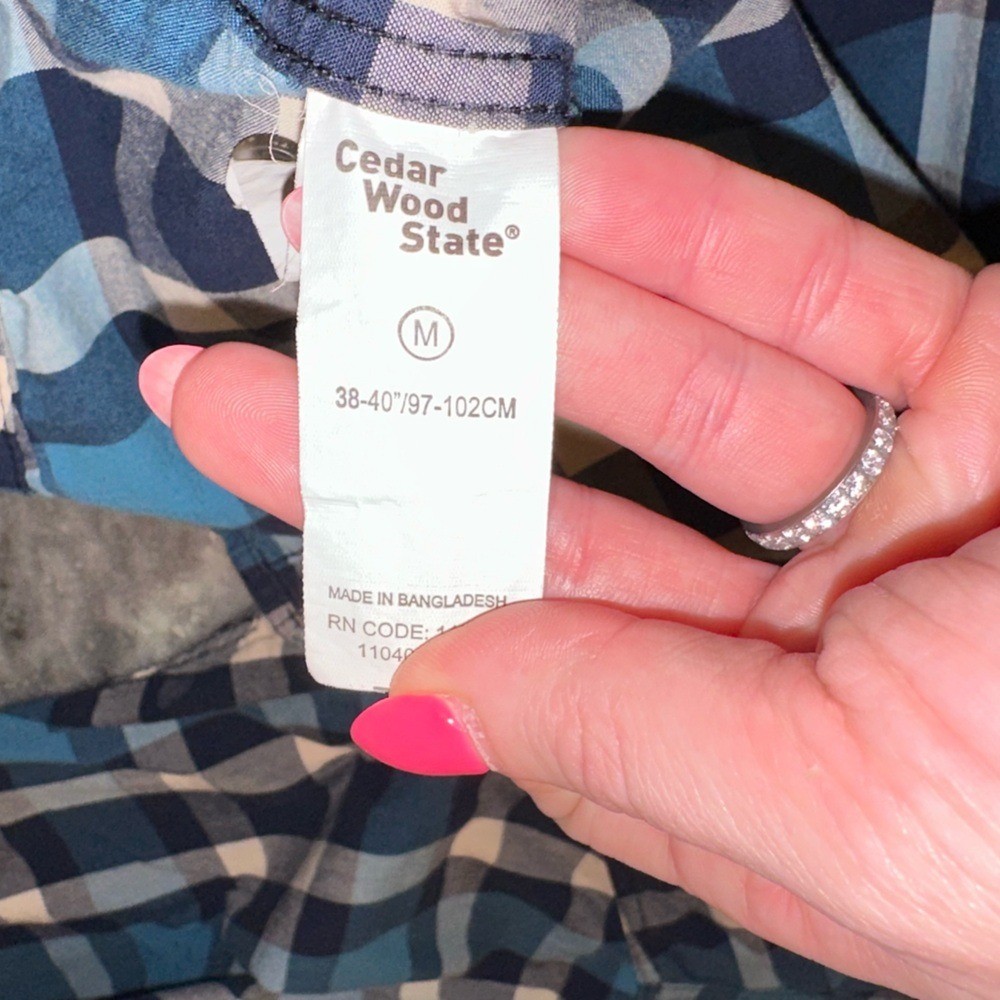 Cedar
Wood
State®
M
38-40"/97-102CM
MADE IN BANGLADESH
RN CODE: